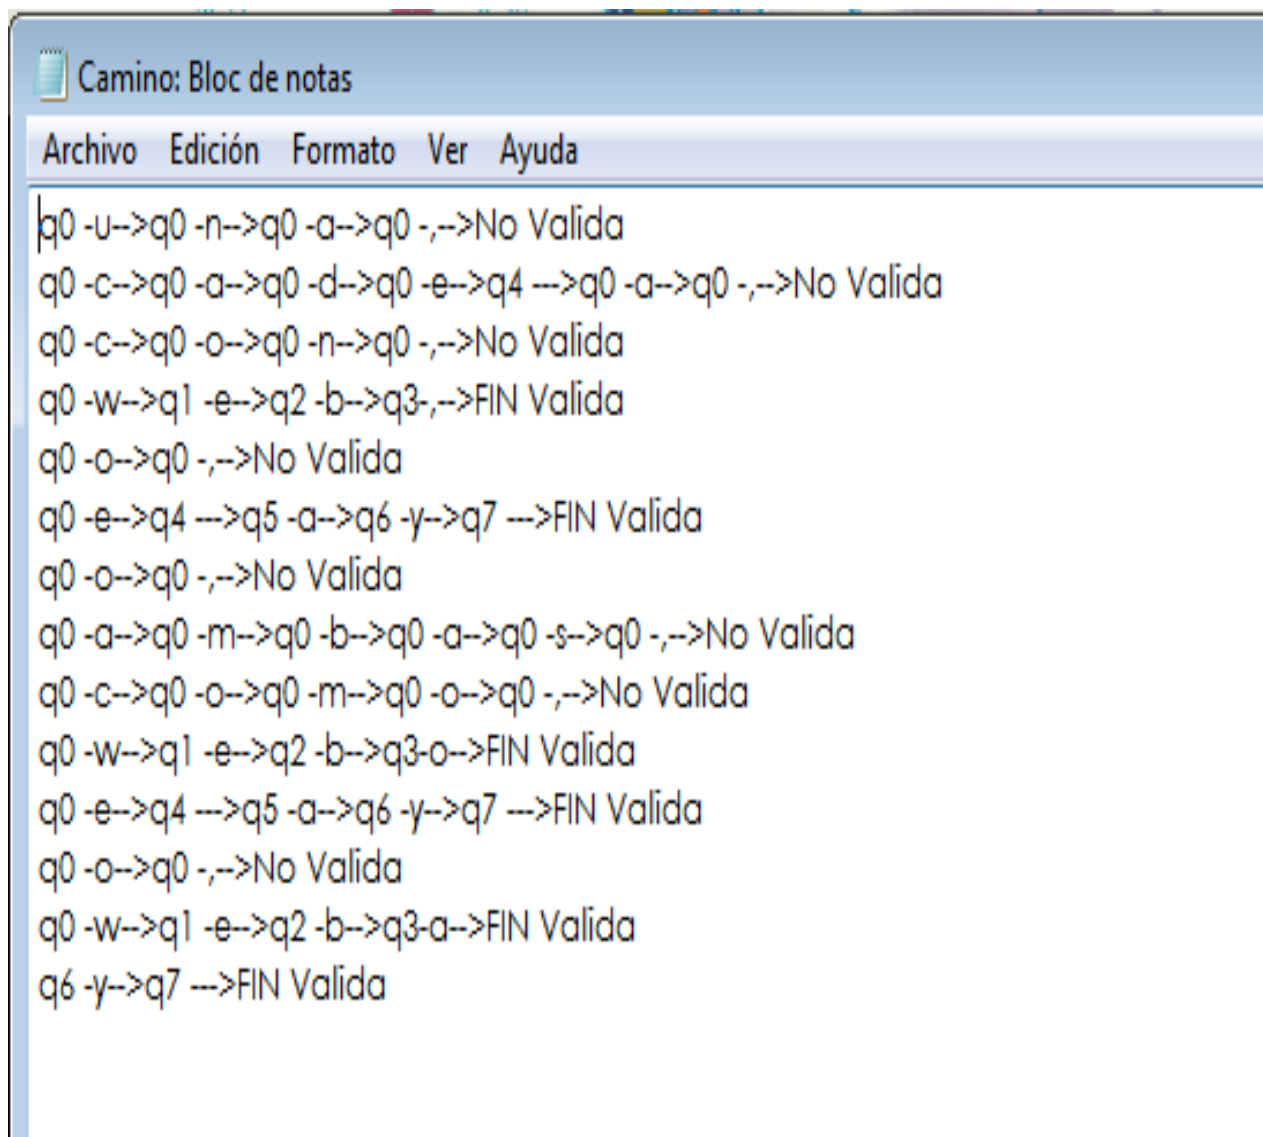 Camino: Bloc de notas
Archivo Edición Formato Ver Ayuda
q0 -u-->q0 -n-->q0 -a-->q0 -,-->No Valida
q0 -c-->q0 -a-->q0 -d-->q0 -e-->q4 --->q0 -a-->q0 -,-->No Valida
q0 -c-->q0 -o-->q0 -n-->q0 -,-->No Valida
q0 -w-->q1 -e-->q2 -b-->q3-,-->FIN Valida
q0 -o-->q0 -,-->No Valida
q0 -e-->q4 --->q5 -a-->q6 -y-->q7 --->FIN Valida
q0 -o-->q0 -,-->No Valida
q0 -a-->q0 -m-->q0 -b-->q0 -a-->q0 -s-->q0 -,-->No Valida
q0 -c-->q0 -o-->q0 -m-->q0 -o-->q0 -,-->No Valida
q0 -w-->q1 -e-->q2 -b-->q3-o-->FIN Valida
q0 -e-->q4 --->q5 -a-->q6 -y-->q7 --->FIN Valida
q0 -o-->q0 -,-->No Valida
q0 -w-->q1 -e-->q2 -b-->q3-a-->FIN Valida
q6 -y-->q7 --->FIN Valida